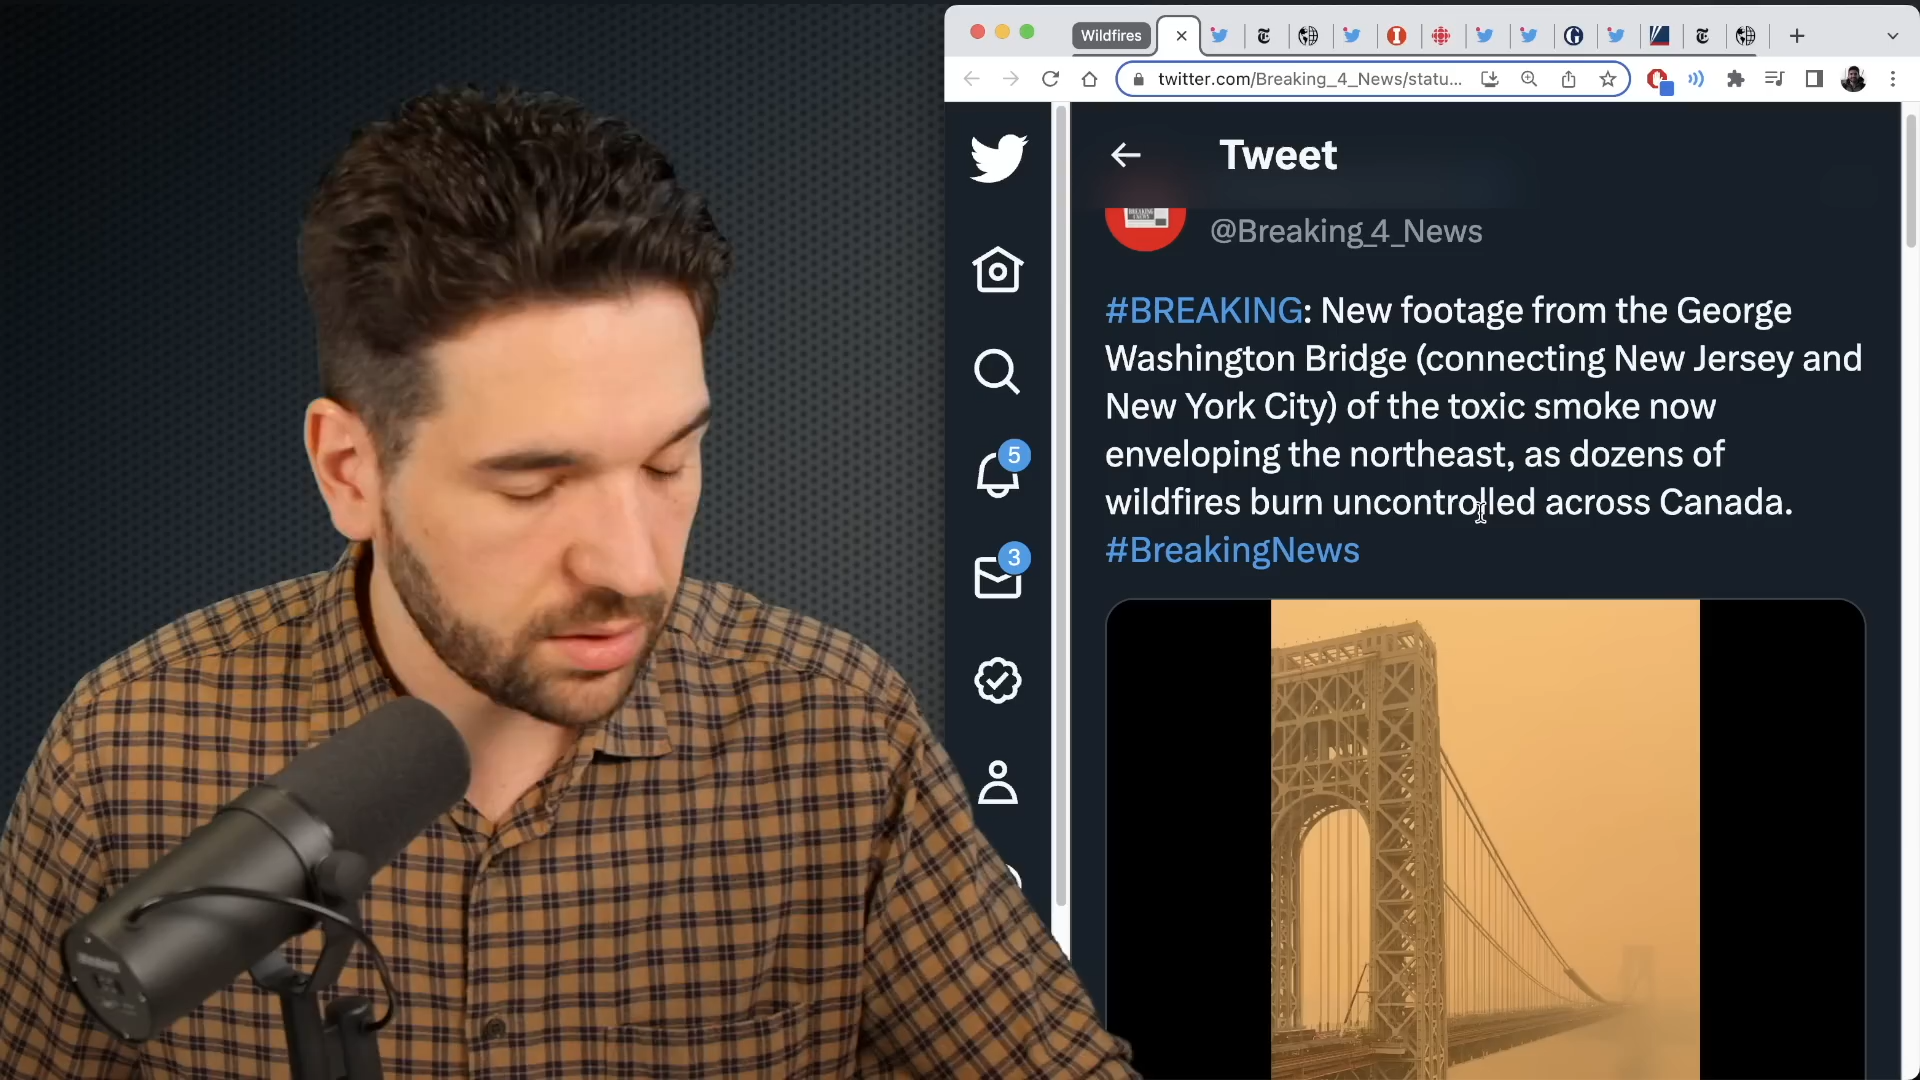 Wildfires
twitter.com/Breaking_4_News/statu...
Tweet
@Breaking_4_News
#BREAKING: New footage from the George
Washington Bridge (connecting New Jersey and
New York City) of the toxic smoke now
enveloping the northeast, as dozens of
wildfires burn uncontrolled across Canada.
#BreakingNews
5
3